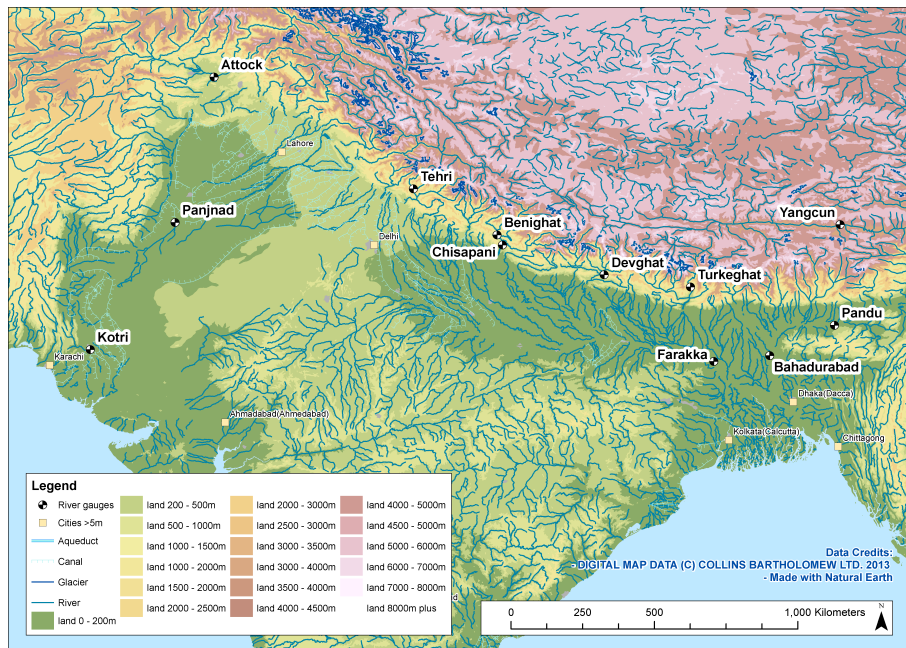 Attock
Lahore
Tehri
Panjnad
Benighat
Yangcun
Delhi
Chisapani
Devghat
Turkeghat
Pandu
Kotri
Farakka
Karachi
Bahadurabad
Dhaka(Dacca)
Ahmadabad(Ahmedabad)
Kolkata(Calcutta)
Chittagong
Legend
River gauges
Cities >5m
Aqueduct
Canal
Glacier
River
land 0 - 200m
land 200 - 500m
land 500 - 1000m
land 1000 - 1500m
land 1000 - 2000m
land 1500 - 2000m
land 2000 - 2500m
land 2000 - 3000m
land 2500 - 3000m
land 3000 - 3500m
land 3000 - 4000m
land 3500 - 4000m
land 4000 - 4500m
land 4000 - 5000m
land 4500 - 5000m
land 5000 - 6000m
land 6000 - 7000m
land 7000 - 8000m
land 8000m plus
Data Credits:
- DIGITAL MAP DATA (C) COLLINS BARTHOLOMEW LTD. 2013
- Made with Natural Earth
0 250 500 1,000 Kilometers
N